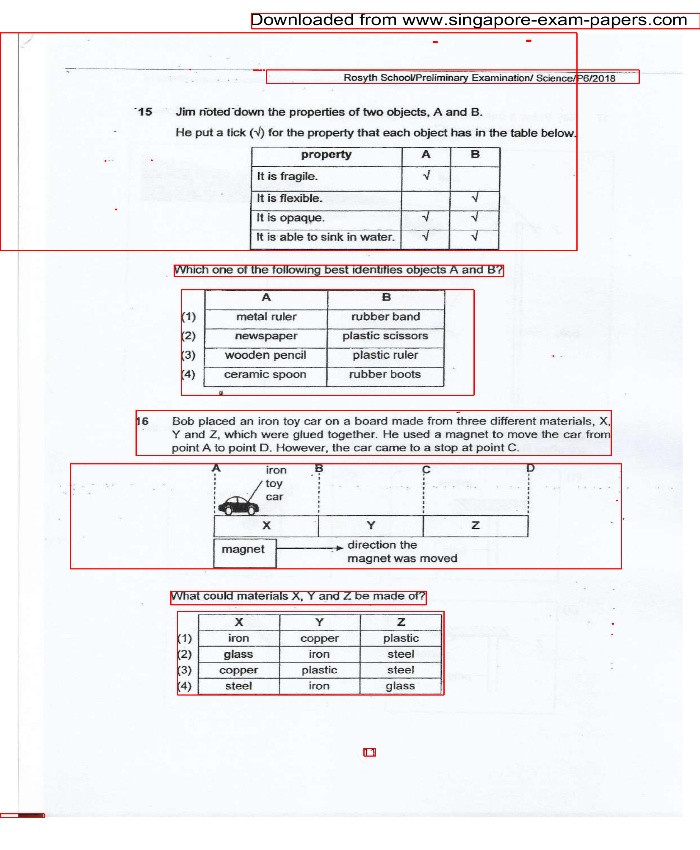 Downloaded from www.singapore-exam-papers.com
Rosyth School/Preliminary Examination/ Science/P6/2018
15 Jim noted down the properties of two objects, A and B.
He put a tick (√) for the property that each object has in the table below.
property A B
It is fragile. √
It is flexible. √
It is opaque. √ √
It is able to sink in water. √ √
Which one of the following best identifies objects A and B?
A B
(1) metal ruler rubber band
(2) newspaper plastic scissors
(3) wooden pencil plastic ruler
(4) ceramic spoon rubber boots
16 Bob placed an iron toy car on a board made from three different materials, X,
Y and Z, which were glued together. He used a magnet to move the car from
point A to point D. However, the car came to a stop at point C.
A iron B C D
toy
car
X Y Z
magnet direction the
magnet was moved
What could materials X, Y and Z be made of?
X Y Z
(1) iron copper plastic
(2) glass iron steel
(3) copper plastic steel
(4) steel iron glass
11